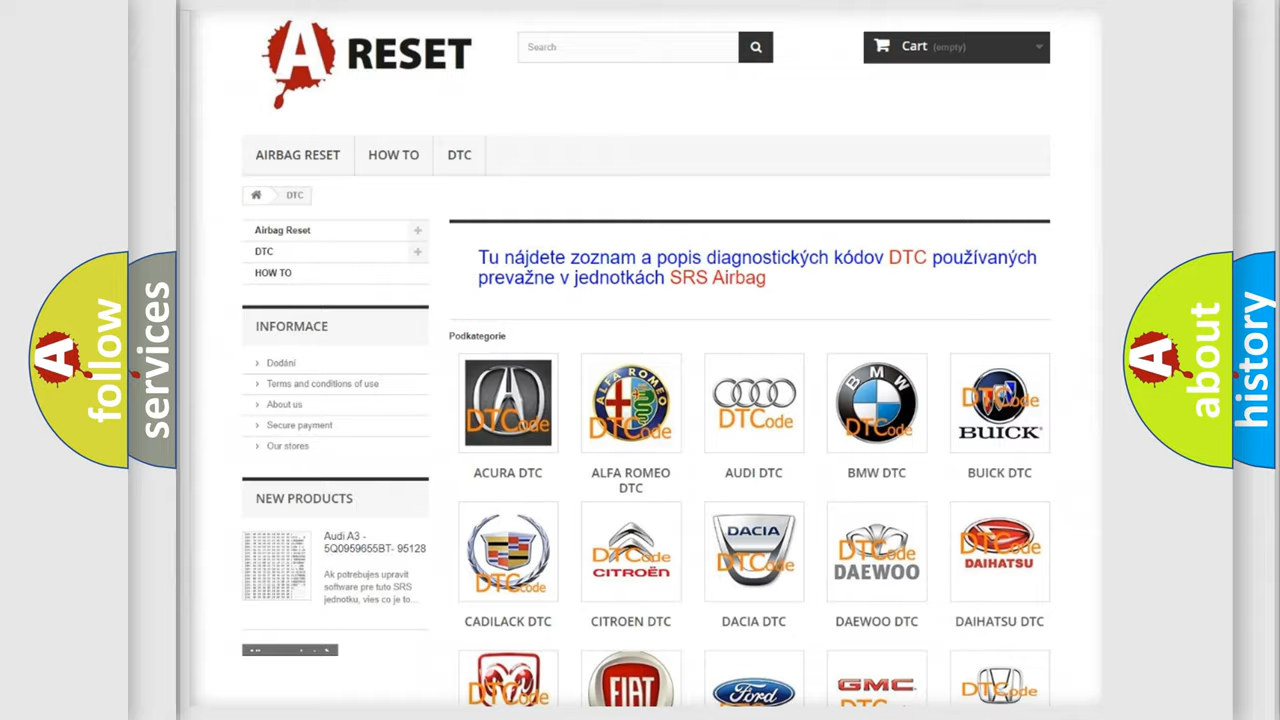 A RESET
Search
Cart (empty)
AIRBAG RESET
HOW TO
DTC
DTC
Airbag Reset
DTC
HOW TO
INFORMACE
Dodání
Terms and conditions of use
About us
Secure payment
Our stores
NEW PRODUCTS
Audi A3 -
5Q0959655BT- 95128
Ak potrebujes upravit
software pre tuto SRS
jednotku, vies co je to...
Tu nájdete zoznam a popis diagnostických kódov DTC používaných
prevažne v jednotkách SRS Airbag
Podkategorie
DTCode
ALFA ROMEO
DTCode
DTCode
BMW
DTCode
DTCode
BUICK
ACURA DTC
ALFA ROMEO
DTC
AUDI DTC
BMW DTC
BUICK DTC
DTCode
DTCode
CITROËN
DACIA
DTCode
DTCode
DAEWOO
DTCode
DAIHATSU
CADILACK DTC
CITROEN DTC
DACIA DTC
DAEWOO DTC
DAIHATSU DTC
DTCode
FIAT
Ford
GMC
DTCode
A follow
services
A about
history